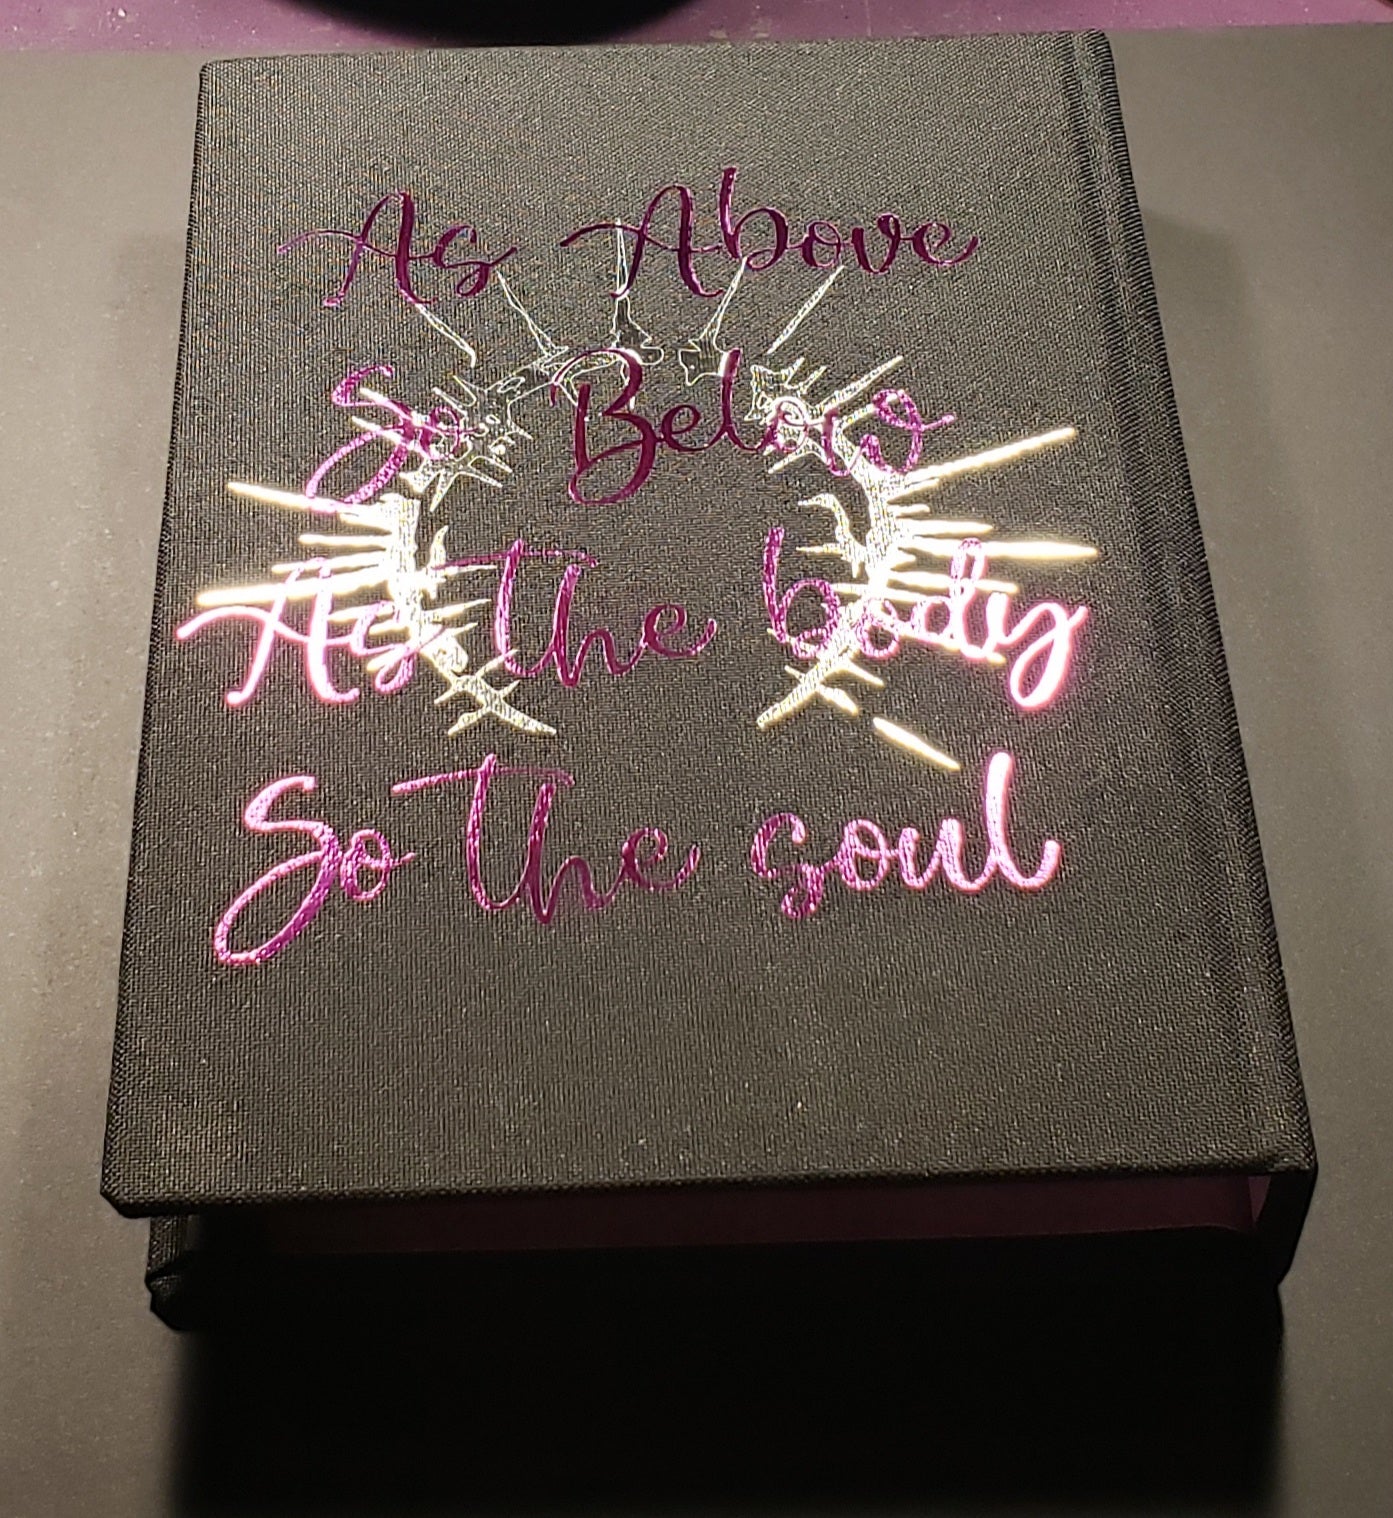 As Above
So Below
As the body
So the soul